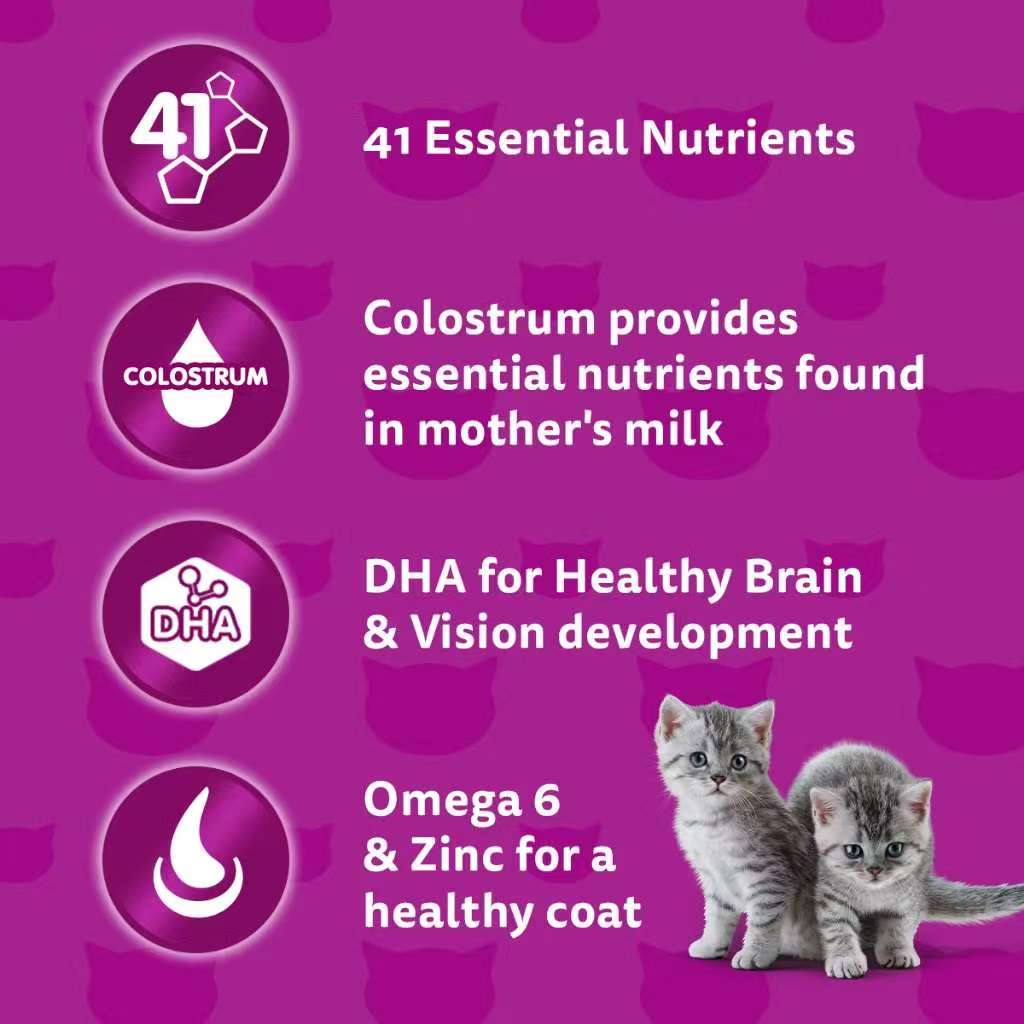 41
41 Essential Nutrients
COLOSTRUM
Colostrum provides
essential nutrients found
in mother's milk
DHA
DHA for Healthy Brain
& Vision development
Omega 6
& Zinc for a
healthy coat